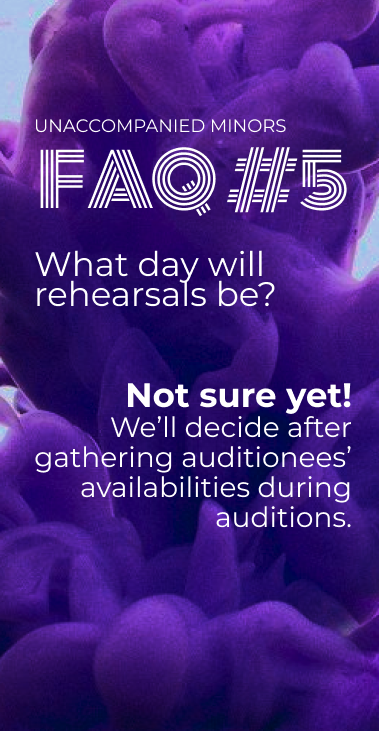 UNACCOMPANIED MINORS
FAQ #5
What day will
rehearsals be?
Not sure yet!
We’ll decide after
gathering auditionees’
availabilities during
auditions.